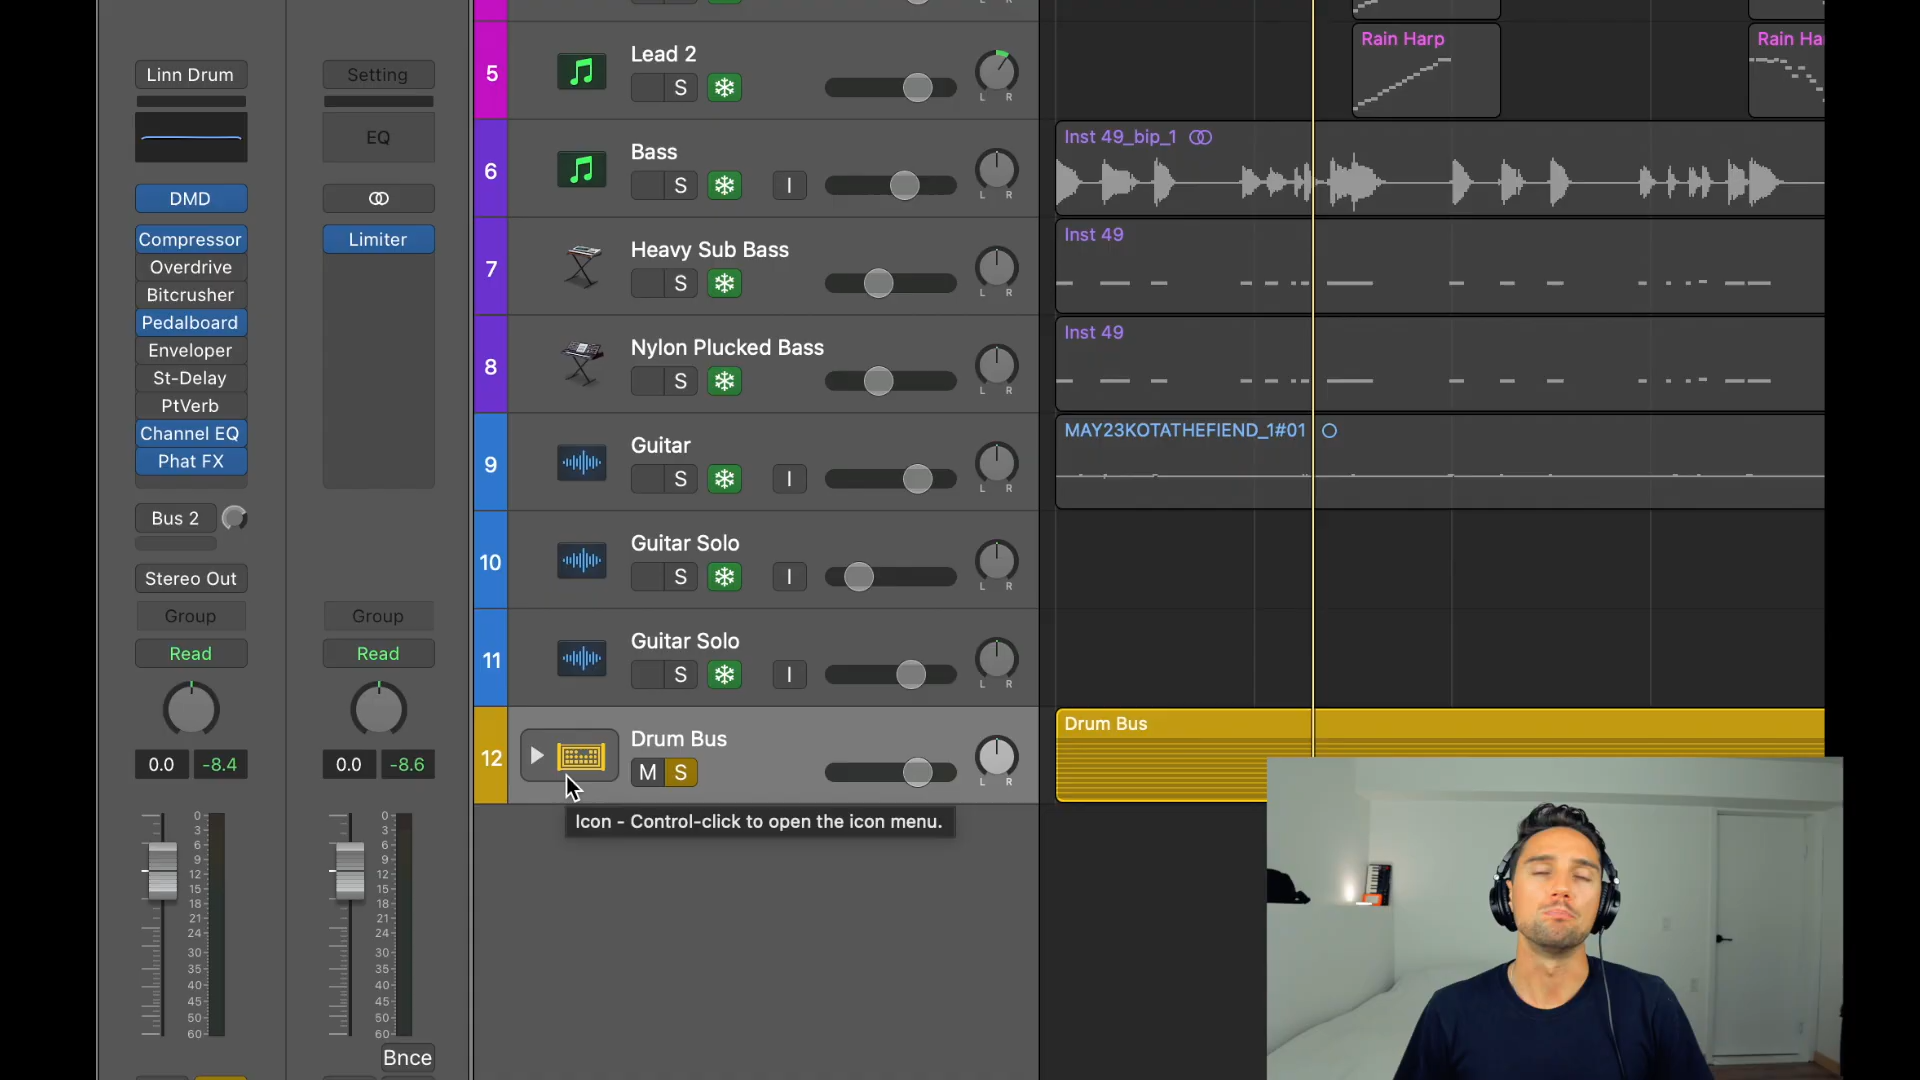 Linn Drum
DMD
Compressor
Overdrive
Bitcrusher
Pedalboard
Enveloper
St-Delay
PtVerb
Channel EQ
Phat FX
Bus 2
Stereo Out
Group
Read
0.0 -8.4
0
3
6
9
12
15
18
21
24
30
35
40
45
50
60
Setting
EQ
Limiter
Group
Read
0.0 -8.6
0
3
6
9
12
15
18
21
24
30
35
40
45
50
60
Bnce
5 Lead 2
S
L R
6 Bass
S I
L R
7 Heavy Sub Bass
S
L R
8 Nylon Plucked Bass
S
L R
9 Guitar
S I
L R
10 Guitar Solo
S I
L R
11 Guitar Solo
S I
L R
12 Drum Bus
M S
L R
Icon - Control-click to open the icon menu.
Rain Harp
Rain Ha
Inst 49_bip_1
Inst 49
Inst 49
MAY23KOTATHEFIEND_1#01
Drum Bus